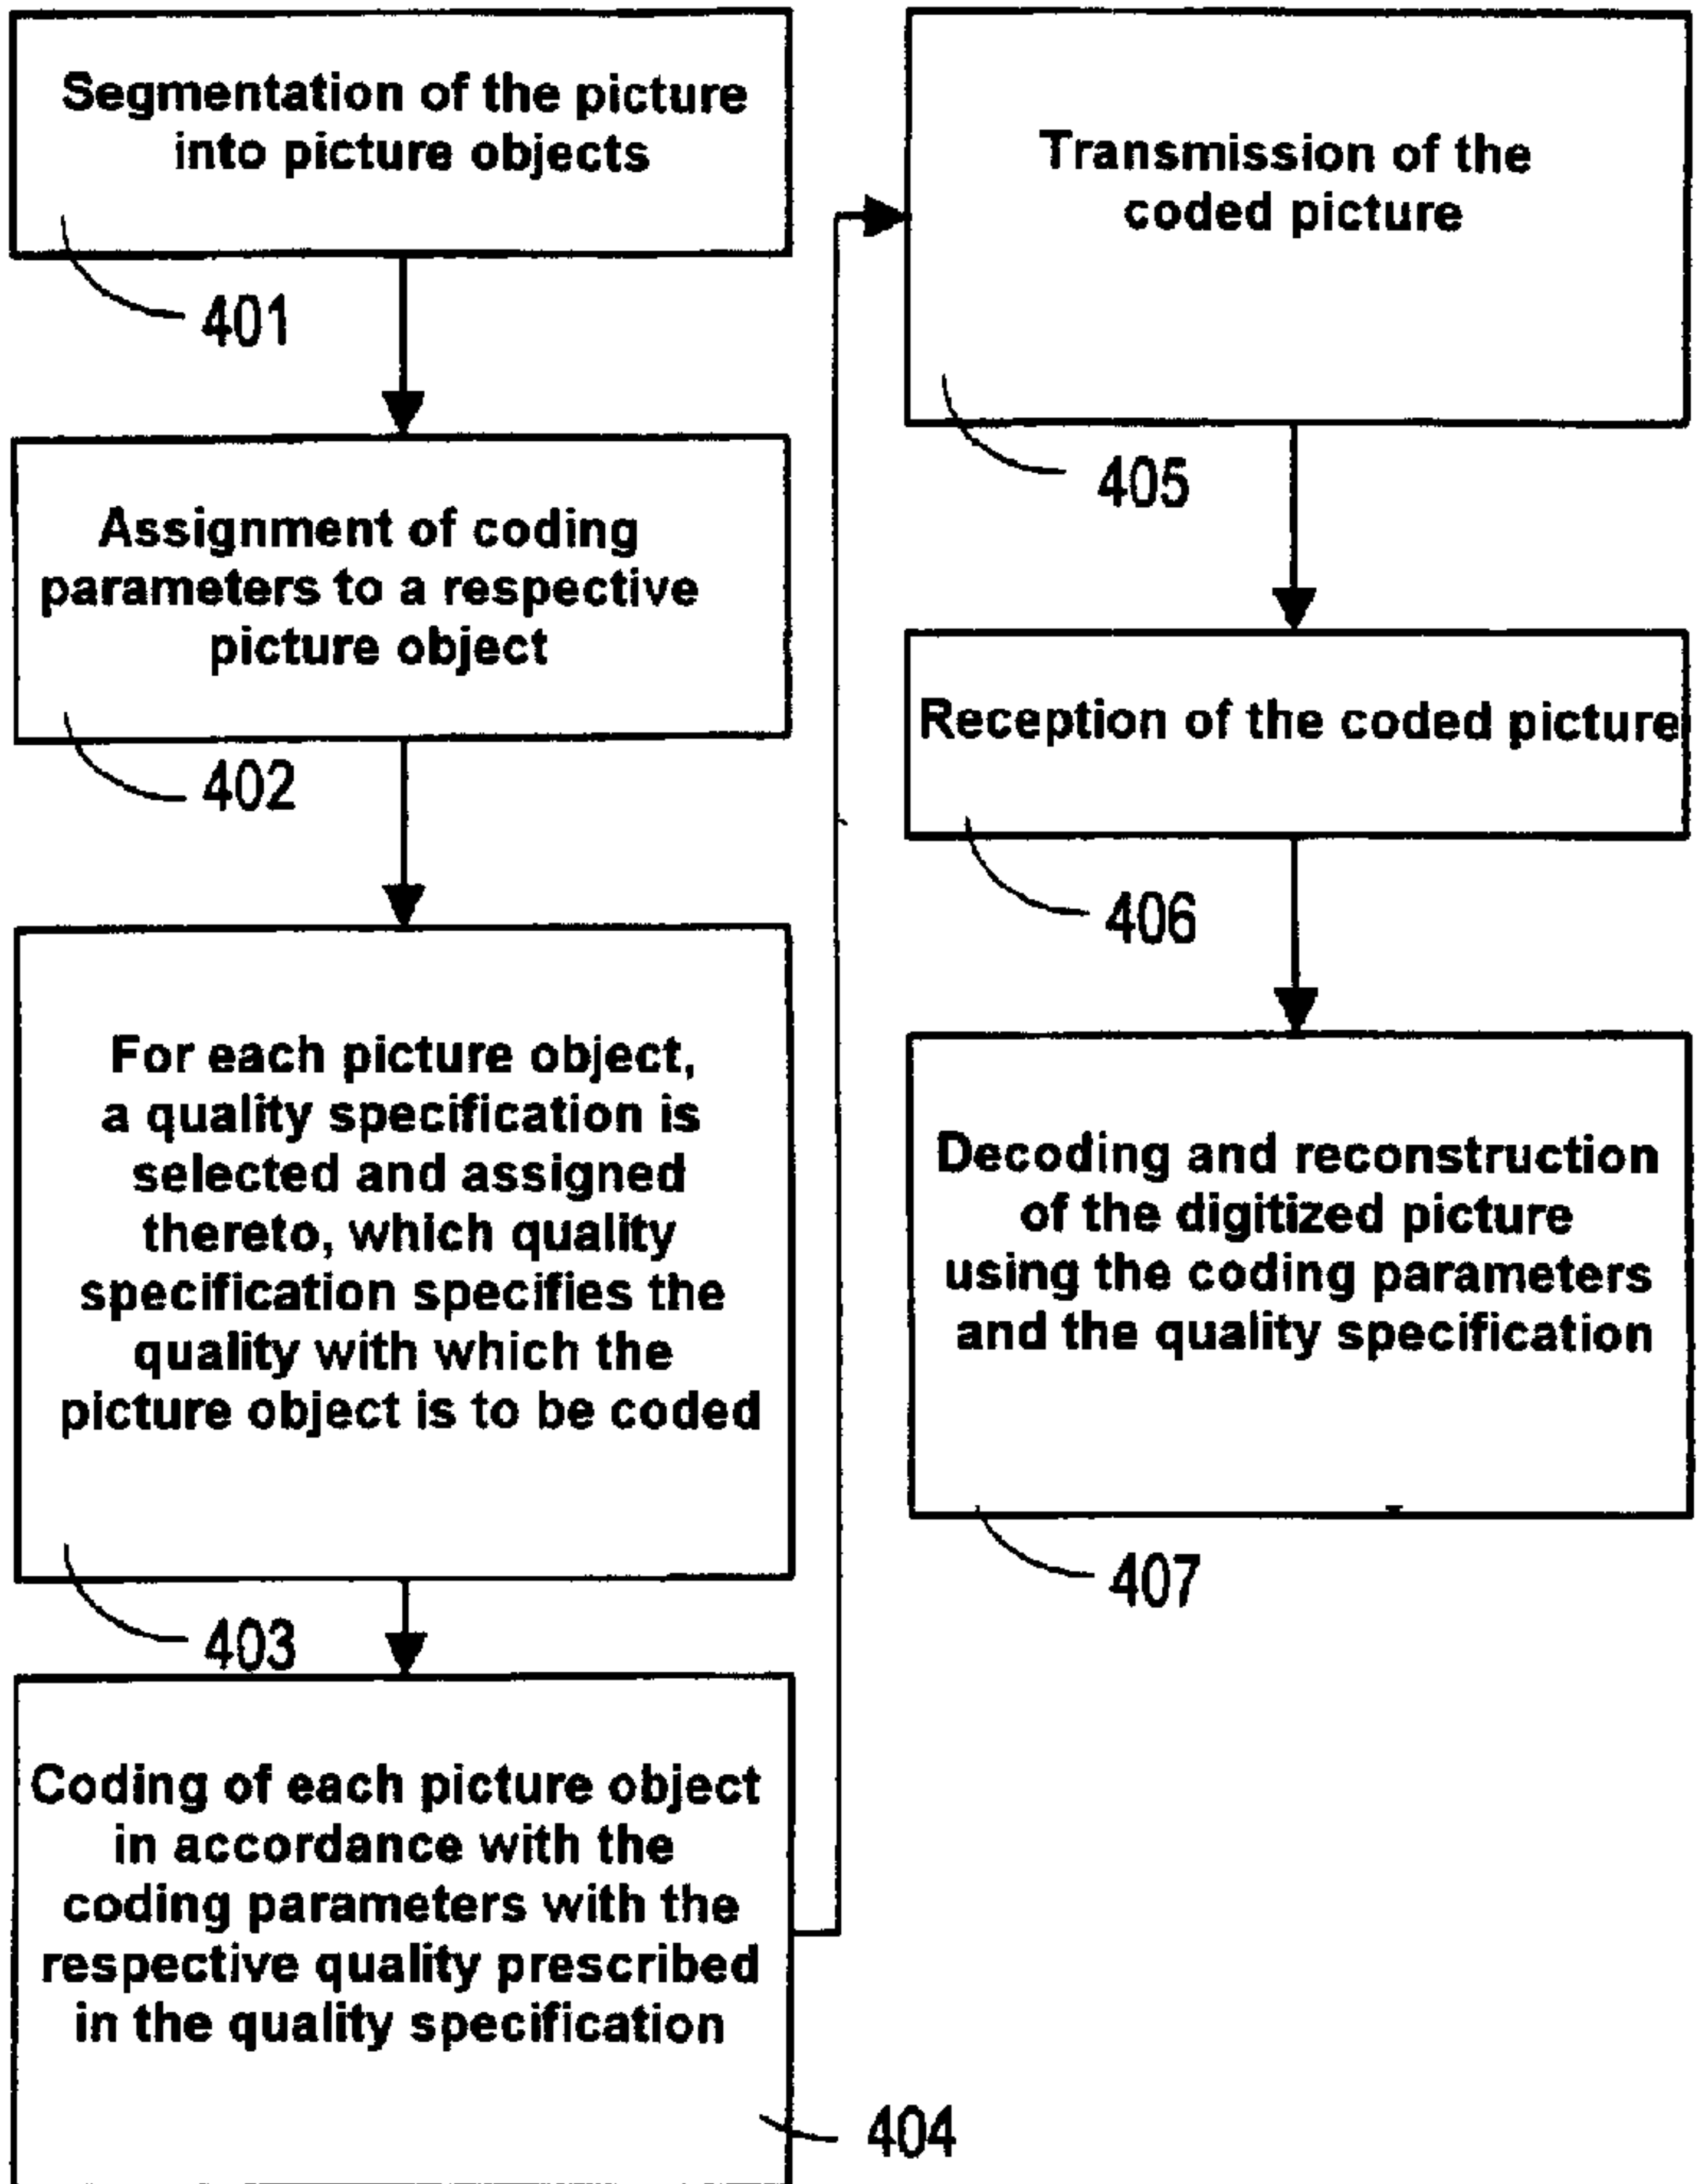 Segmentation of the picture
into picture objects
401
Assignment of coding
parameters to a respective
picture object
402
For each picture object,
a quality specification is
selected and assigned
thereto, which quality
specification specifies the
quality with which the
picture object is to be coded
403
Coding of each picture object
in accordance with the
coding parameters with the
respective quality prescribed
in the quality specification
404
Transmission of the
coded picture
405
Reception of the coded picture
406
Decoding and reconstruction
of the digitized picture
using the coding parameters
and the quality specification
407